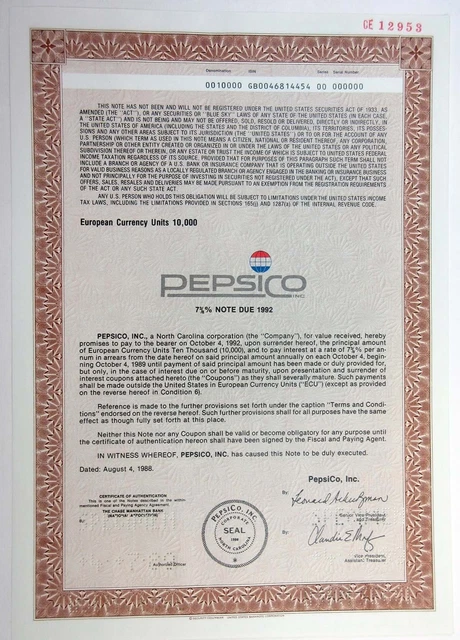 CE 12953
Denomination ISIN Series Serial Number
0010000 GB0046814454 DO 000000
THIS NOTE HAS NOT BEEN AND WILL NOT BE REGISTERED UNDER THE UNITED STATES SECURITIES ACT OF 1933, AS
AMENDED (THE "ACT"), OR ANY SECURITIES OR "BLUE SKY" LAWS OF ANY STATE OF THE UNITED STATES (IN EACH CASE,
A "STATE ACT") AND IS NOT BEING AND MAY NOT BE OFFERED, SOLD, RESOLD OR DELIVERED, DIRECTLY OR INDIRECTLY, IN
THE UNITED STATES OF AMERICA (INCLUDING THE STATES AND THE DISTRICT OF COLUMBIA), ITS TERRITORIES, ITS POSSES-
SIONS AND OTHER AREAS SUBJECT TO ITS JURISDICTION (THE "UNITED STATES") OR TO OR FOR THE ACCOUNT OF ANY
U.S. PERSON (WHICH TERM AS USED IN THIS NOTE MEANS A CITIZEN, NATIONAL OR RESIDENT THEREOF, ANY CORPORATION,
PARTNERSHIP OR OTHER ENTITY CREATED OR ORGANIZED IN OR UNDER THE LAWS OF THE UNITED STATES OR ANY POLITICAL
SUBDIVISION THEREOF OR THEREIN, OR ANY ESTATE OR TRUST THE INCOME OF WHICH IS SUBJECT TO UNITED STATES FEDERAL
INCOME TAXATION REGARDLESS OF ITS SOURCE, PROVIDED THAT FOR PURPOSES OF THIS PARAGRAPH SUCH TERM SHALL NOT
INCLUDE A BRANCH OR AGENCY OF A U.S. BANK OR INSURANCE COMPANY THAT IS OPERATING OUTSIDE THE UNITED STATES
FOR VALID BUSINESS REASONS AS A LOCALLY REGULATED BRANCH OR AGENCY ENGAGED IN THE BANKING OR INSURANCE BUSINESS
AND NOT PRINCIPALLY FOR THE PURPOSE OF INVESTING IN SECURITIES NOT REGISTERED UNDER THE ACT), EXCEPT THAT SUCH
OFFERS, SALES, RESALES AND DELIVERIES MAY BE MADE PURSUANT TO AN EXEMPTION FROM THE REGISTRATION REQUIREMENTS
OF THE ACT OR ANY SUCH STATE ACT.
ANY U.S. PERSON WHO HOLDS THIS OBLIGATION WILL BE SUBJECT TO LIMITATIONS UNDER THE UNITED STATES INCOME
TAX LAWS, INCLUDING THE LIMITATIONS PROVIDED IN SECTIONS 165(j) AND 1287(a) OF THE INTERNAL REVENUE CODE.
European Currency Units 10,000
PEPSICO
INC
7⅝% NOTE DUE 1992
PEPSICO, INC., a North Carolina corporation (the "Company"), for value received, hereby
promises to pay to the bearer on October 4, 1992, upon surrender hereof, the principal amount
of European Currency Units Ten Thousand (10,000), and to pay interest at a rate of 7⅝% per an-
num in arrears from the date hereof on said principal amount annually on each October 4, begin-
ning October 4, 1989 until payment of said principal amount has been made or duly provided for,
but only, in the case of interest due on or before maturity, upon presentation and surrender of
interest coupons attached hereto (the "Coupons") as they shall severally mature. Such payments
shall be made outside the United States in European Currency Units ("ECU") (except as provided
on the reverse hereof in Condition 6).
Reference is made to the further provisions set forth under the caption "Terms and Condi-
tions" endorsed on the reverse hereof. Such further provisions shall for all purposes have the same
effect as though fully set forth at this place.
Neither this Note nor any Coupon shall be valid or become obligatory for any purpose until
the certificate of authentication hereon shall have been signed by the Fiscal and Paying Agent.
IN WITNESS WHEREOF, PEPSICO, INC. has caused this Note to be duly executed.
Dated: August 4, 1988.
PepsiCo, Inc.
CERTIFICATE OF AUTHENTICATION
This is one of the Notes described in the within
mentioned Fiscal and Paying Agency Agreement.
THE CHASE MANHATTAN BANK
By:
Authorized Officer
PEPSICO, INC.
CORPORATE
SEAL
1986
NORTH CAROLINA
By:
Senior Vice President
and Treasurer
By:
Vice President,
Assistant Treasurer